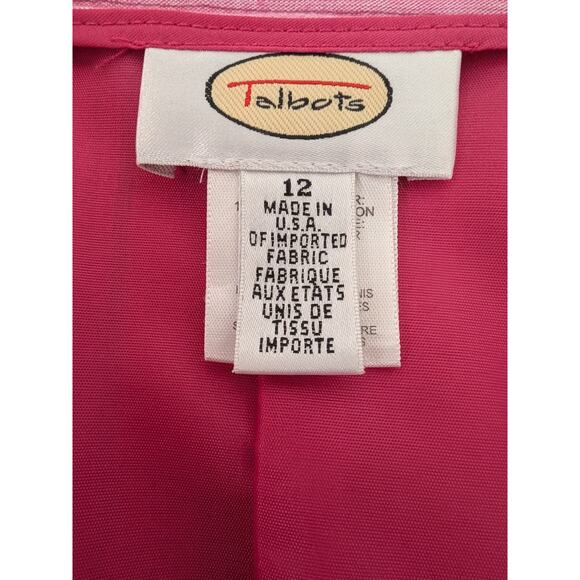 Talbots
12
MADE IN
U.S.A.
OF IMPORTED
FABRIC
FABRIQUE
AUX ETATS
UNIS DE
TISSU
IMPORTE